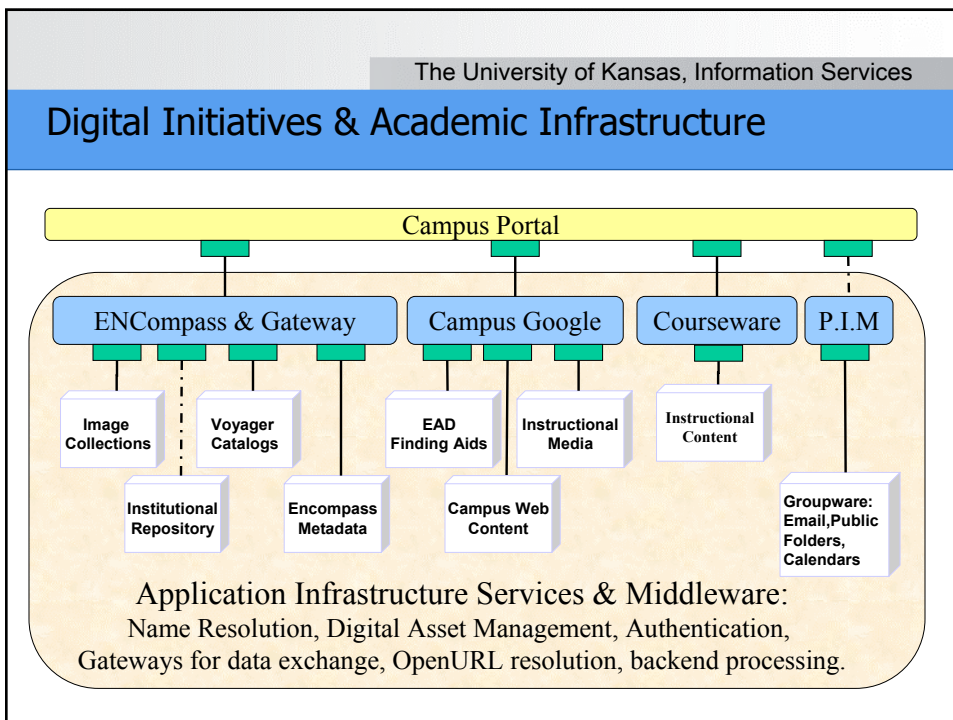 The University of Kansas, Information Services
Digital Initiatives & Academic Infrastructure
Campus Portal
ENCompass & Gateway
Campus Google
Courseware
P.I.M
Image
Collections
Voyager
Catalogs
EAD
Finding Aids
Instructional
Media
Instructional
Content
Institutional
Repository
Encompass
Metadata
Campus Web
Content
Groupware:
Email,Public
Folders,
Calendars
Application Infrastructure Services & Middleware:
Name Resolution, Digital Asset Management, Authentication,
Gateways for data exchange, OpenURL resolution, backend processing.